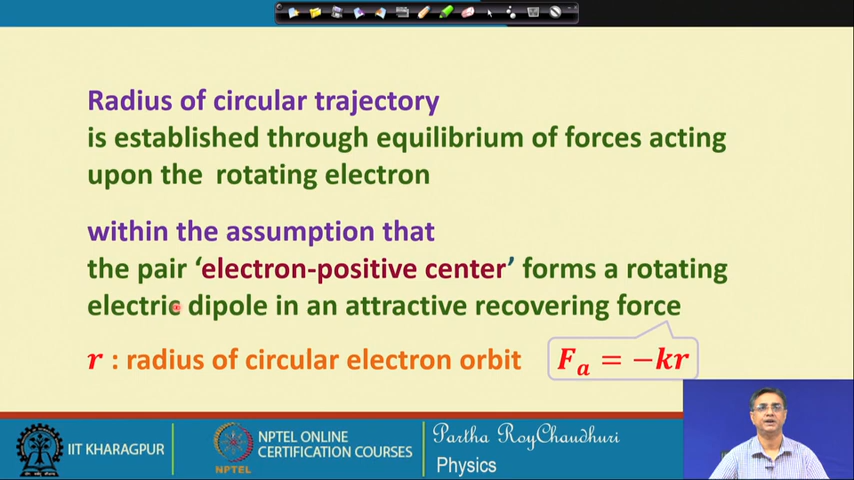 Radius of circular trajectory
is established through equilibrium of forces acting
upon the rotating electron
within the assumption that
the pair ‘electron-positive center’ forms a rotating
electric dipole in an attractive recovering force
r : radius of circular electron orbit
F_a = −kr
IIT KHARAGPUR
NPTEL
NPTEL ONLINE
CERTIFICATION COURSES
Partha RoyChaudhuri
Physics